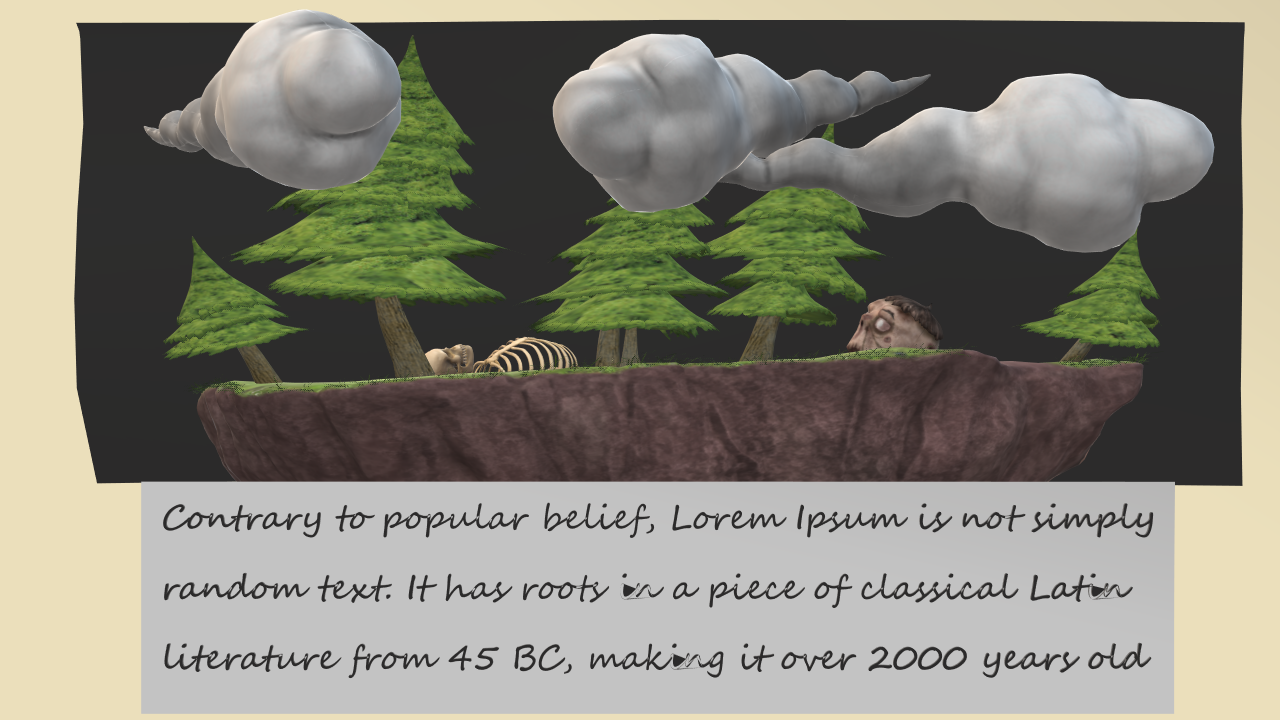 Contrary to popular belief, Lorem Ipsum is not simply
random text. It has roots in a piece of classical Latin
literature from 45 BC, making it over 2000 years old